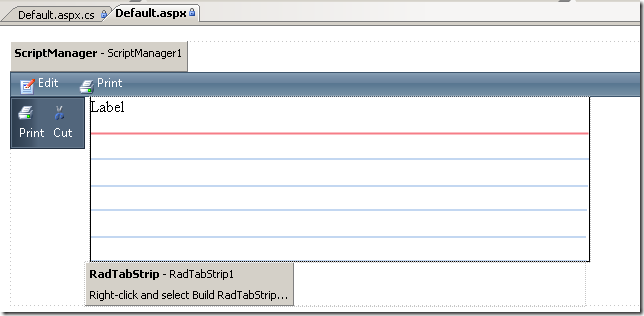 Default.aspx.cs Default.aspx
ScriptManager - ScriptManager1
Edit Print
Label
Print Cut
RadTabStrip - RadTabStrip1
Right-click and select Build RadTabStrip...